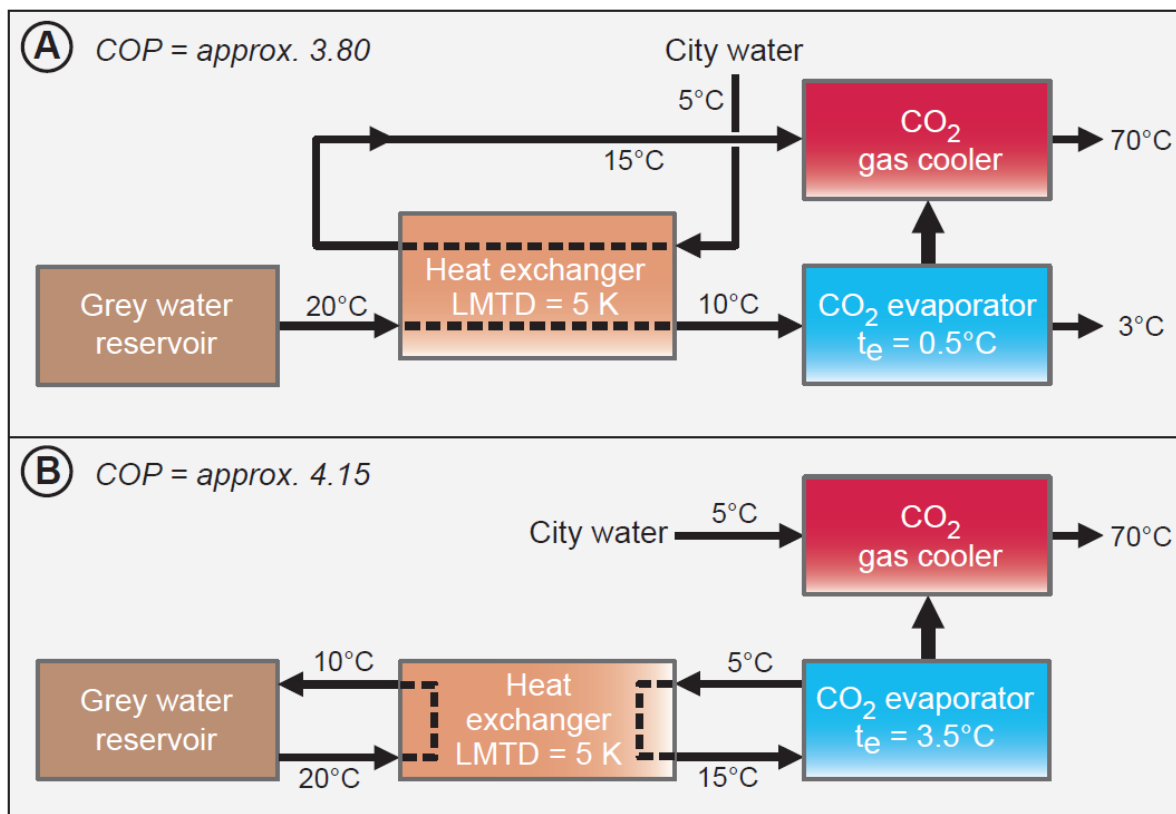 A COP = approx. 3.80
City water
5°C
CO2
gas cooler
70°C
15°C
Heat exchanger
LMTD = 5 K
Grey water
reservoir
20°C
10°C
CO2 evaporator
te = 0.5°C
3°C
B COP = approx. 4.15
City water
5°C
CO2
gas cooler
70°C
Grey water
reservoir
10°C
20°C
Heat
exchanger
LMTD = 5 K
5°C
15°C
CO2 evaporator
te = 3.5°C